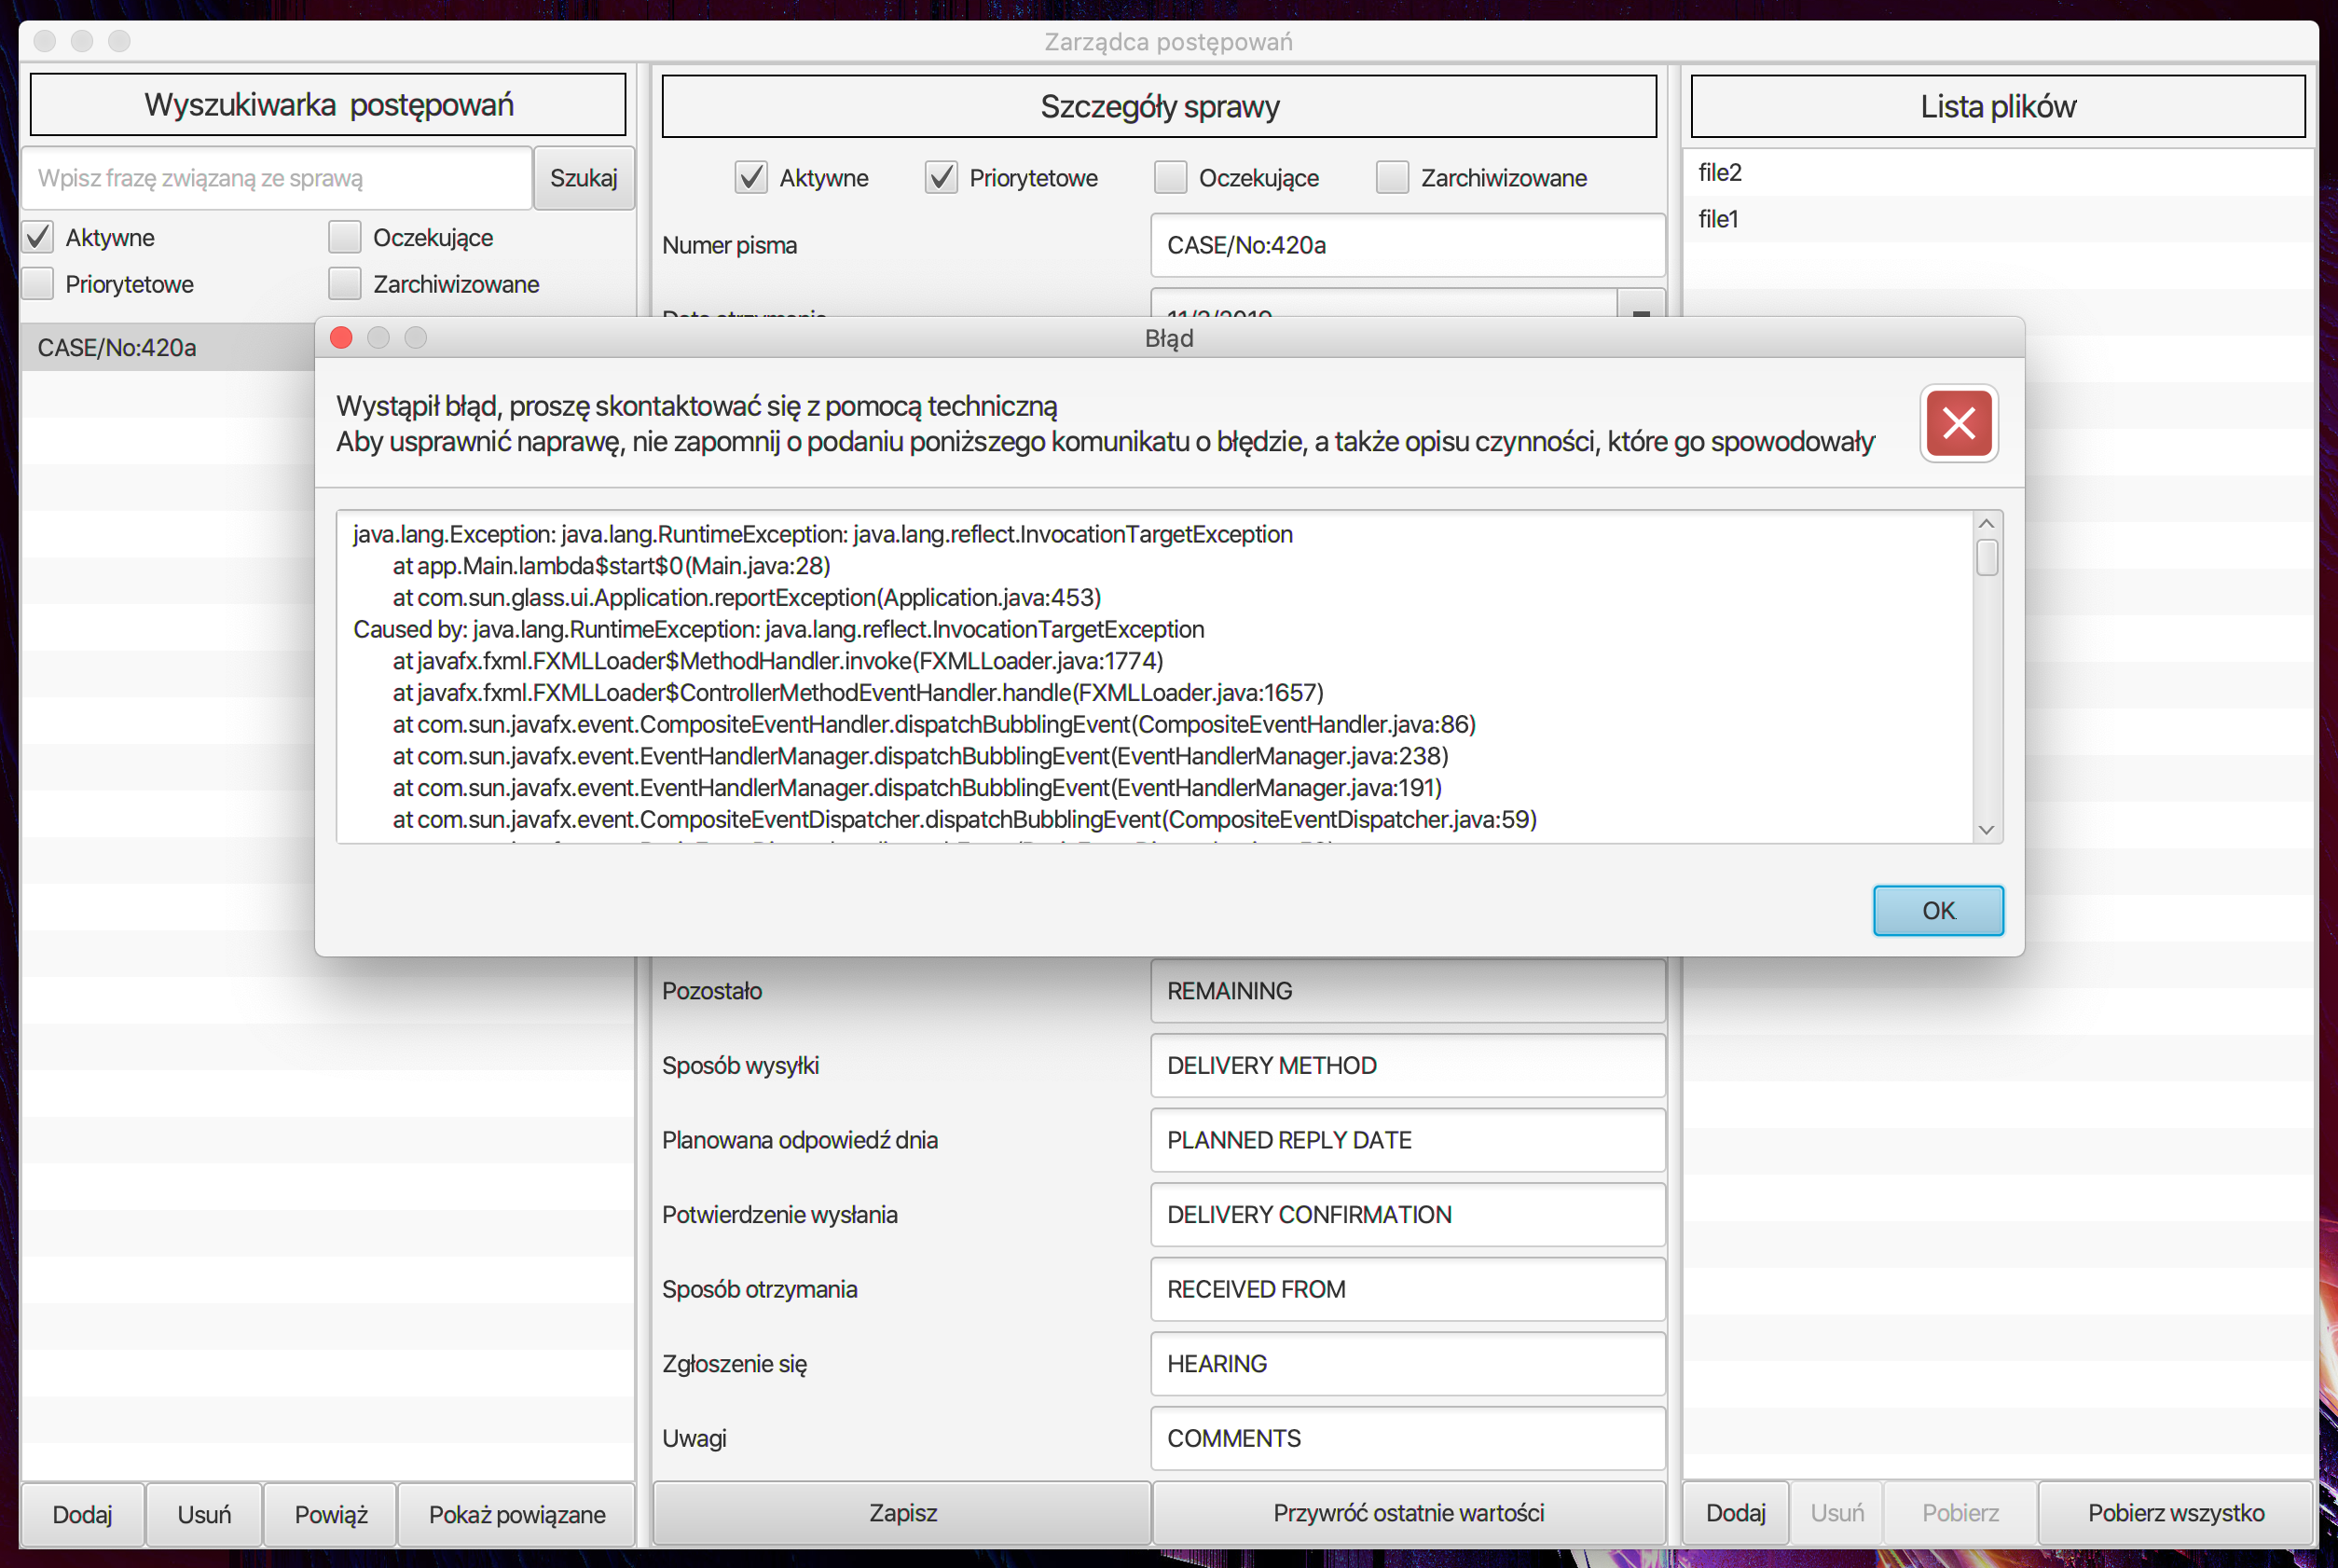 Zarządca postępowań
Wyszukiwarka postępowań
Wpisz frazę związaną ze sprawą
Szukaj
Aktywne
Oczekujące
Priorytetowe
Zarchiwizowane
CASE/No:420a
Dodaj
Usuń
Powiąż
Pokaż powiązane
Szczegóły sprawy
Aktywne
Priorytetowe
Oczekujące
Zarchiwizowane
Numer pisma
CASE/No:420a
Błąd
Wystąpił błąd, proszę skontaktować się z pomocą techniczną
Aby usprawnić naprawę, nie zapomnij o podaniu poniższego komunikatu o błędzie, a także opisu czynności, które go spowodowały
java.lang.Exception: java.lang.RuntimeException: java.lang.reflect.InvocationTargetException
at app.Main.lambda$start$0(Main.java:28)
at com.sun.glass.ui.Application.reportException(Application.java:453)
Caused by: java.lang.RuntimeException: java.lang.reflect.InvocationTargetException
at javafx.fxml.FXMLLoader$MethodHandler.invoke(FXMLLoader.java:1774)
at javafx.fxml.FXMLLoader$ControllerMethodEventHandler.handle(FXMLLoader.java:1657)
at com.sun.javafx.event.CompositeEventHandler.dispatchBubblingEvent(CompositeEventHandler.java:86)
at com.sun.javafx.event.EventHandlerManager.dispatchBubblingEvent(EventHandlerManager.java:238)
at com.sun.javafx.event.EventHandlerManager.dispatchBubblingEvent(EventHandlerManager.java:191)
at com.sun.javafx.event.CompositeEventDispatcher.dispatchBubblingEvent(CompositeEventDispatcher.java:59)
OK
Pozostało
REMAINING
Sposób wysyłki
DELIVERY METHOD
Planowana odpowiedź dnia
PLANNED REPLY DATE
Potwierdzenie wysłania
DELIVERY CONFIRMATION
Sposób otrzymania
RECEIVED FROM
Zgłoszenie się
HEARING
Uwagi
COMMENTS
Zapisz
Przywróć ostatnie wartości
Lista plików
file2
file1
Dodaj
Usuń
Pobierz
Pobierz wszystko